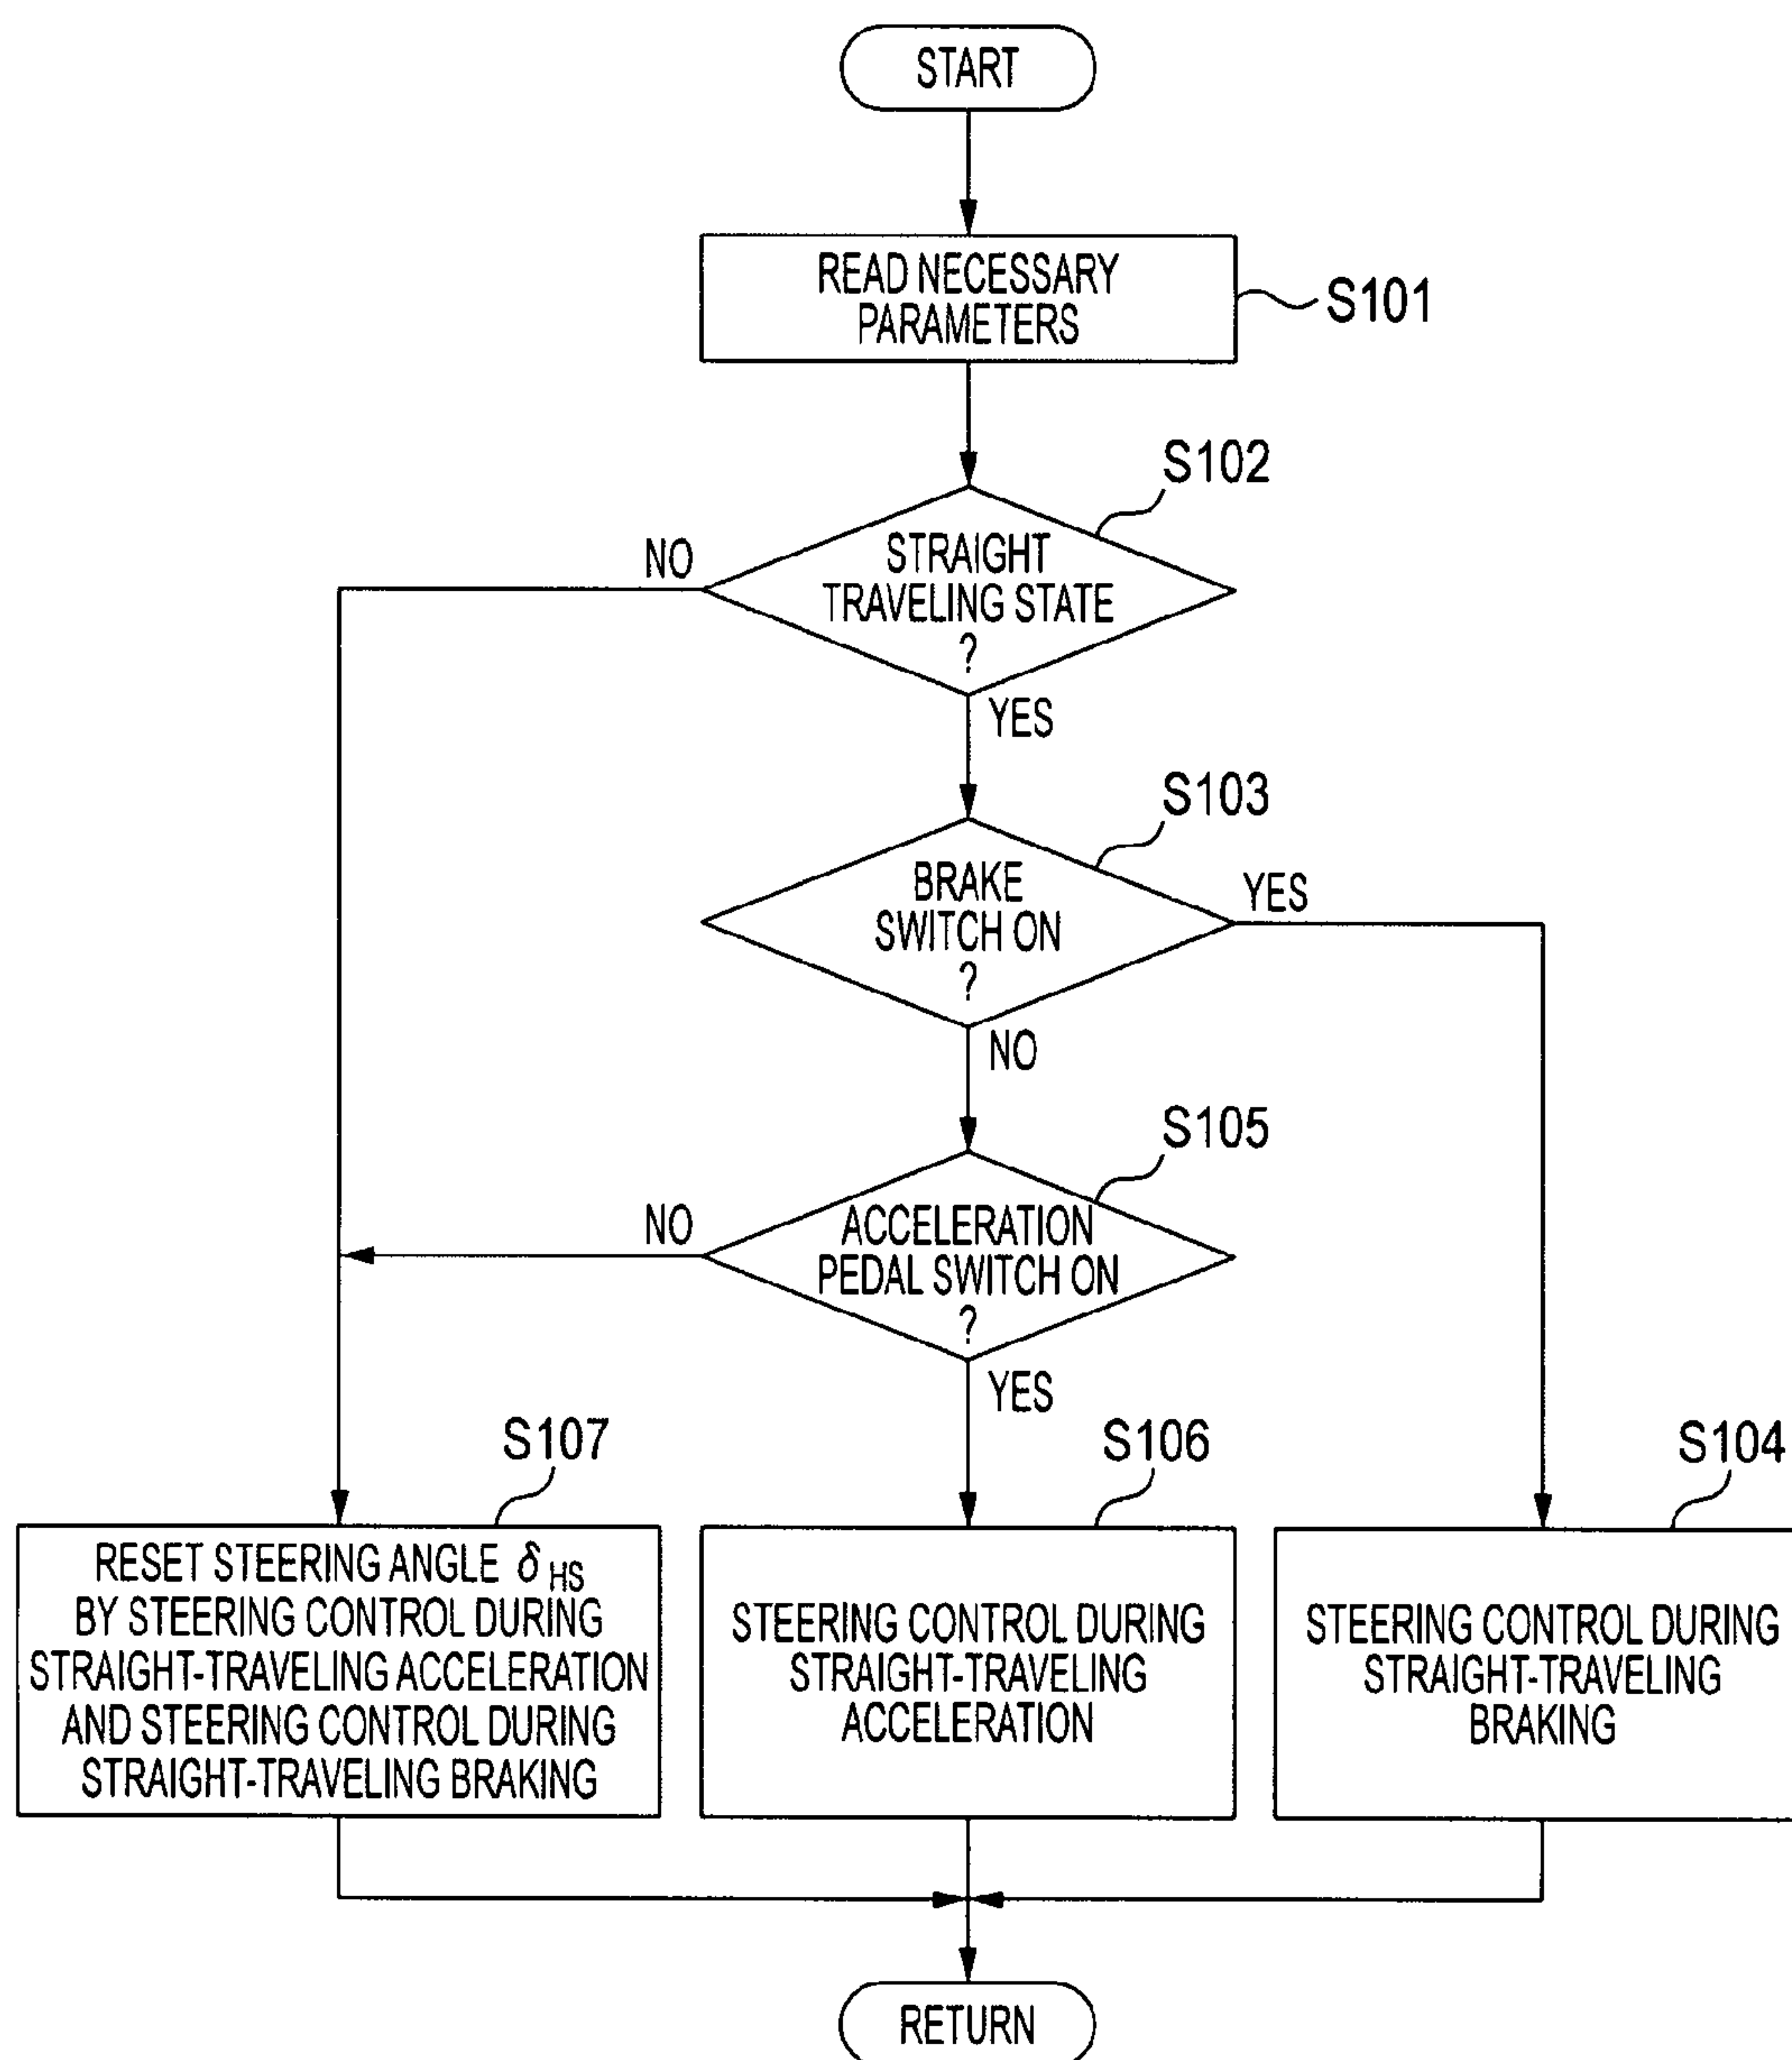 START
READ NECESSARY
PARAMETERS
S101
S102
STRAIGHT
TRAVELING STATE
?
NO
YES
S103
BRAKE
SWITCH ON
?
YES
NO
S105
ACCELERATION
PEDAL SWITCH ON
?
NO
YES
S107
RESET STEERING ANGLE δHS
BY STEERING CONTROL DURING
STRAIGHT-TRAVELING ACCELERATION
AND STEERING CONTROL DURING
STRAIGHT-TRAVELING BRAKING
S106
STEERING CONTROL DURING
STRAIGHT-TRAVELING
ACCELERATION
S104
STEERING CONTROL DURING
STRAIGHT-TRAVELING
BRAKING
RETURN